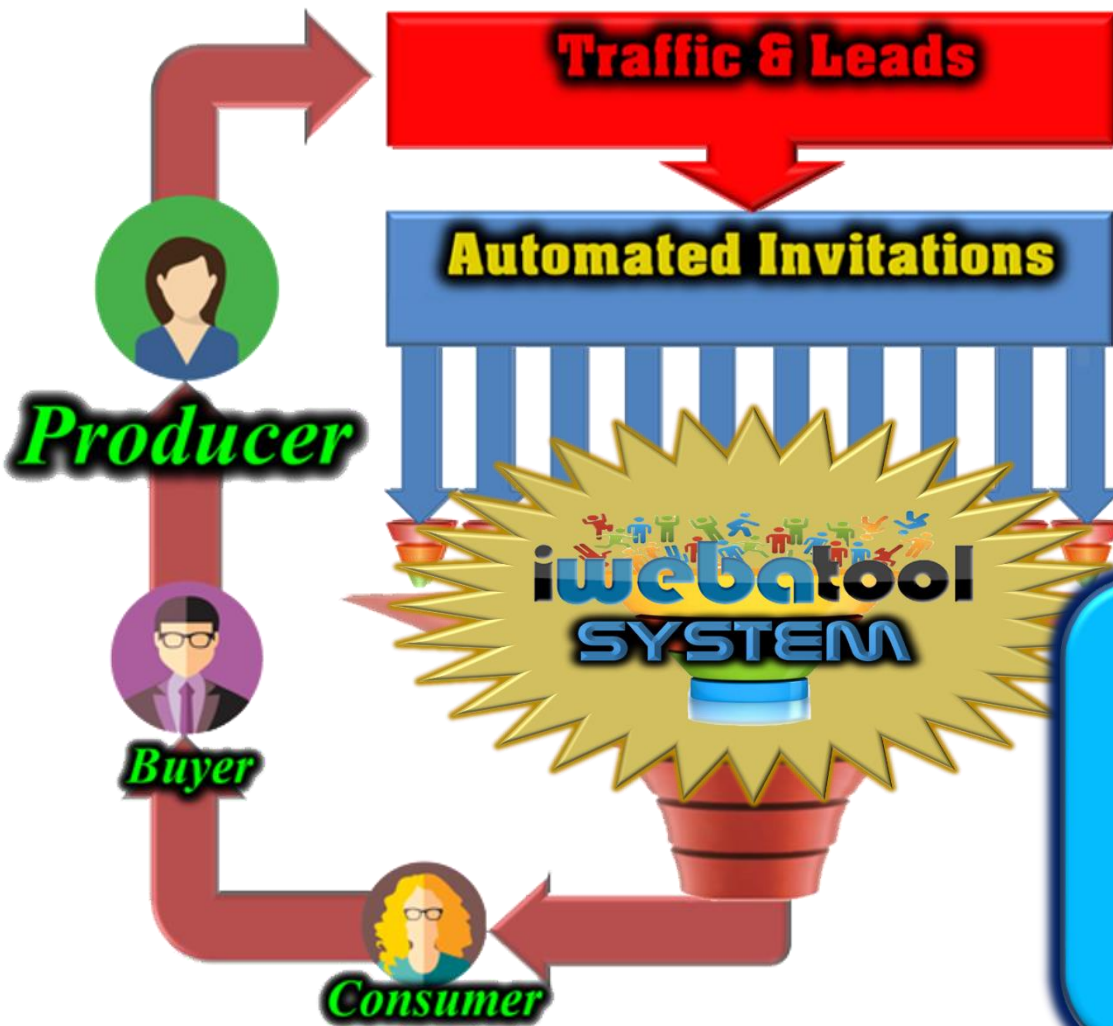 Traffic & Leads
Automated Invitations
Producer
iwebatool
SYSTEM
Buyer
Consumer